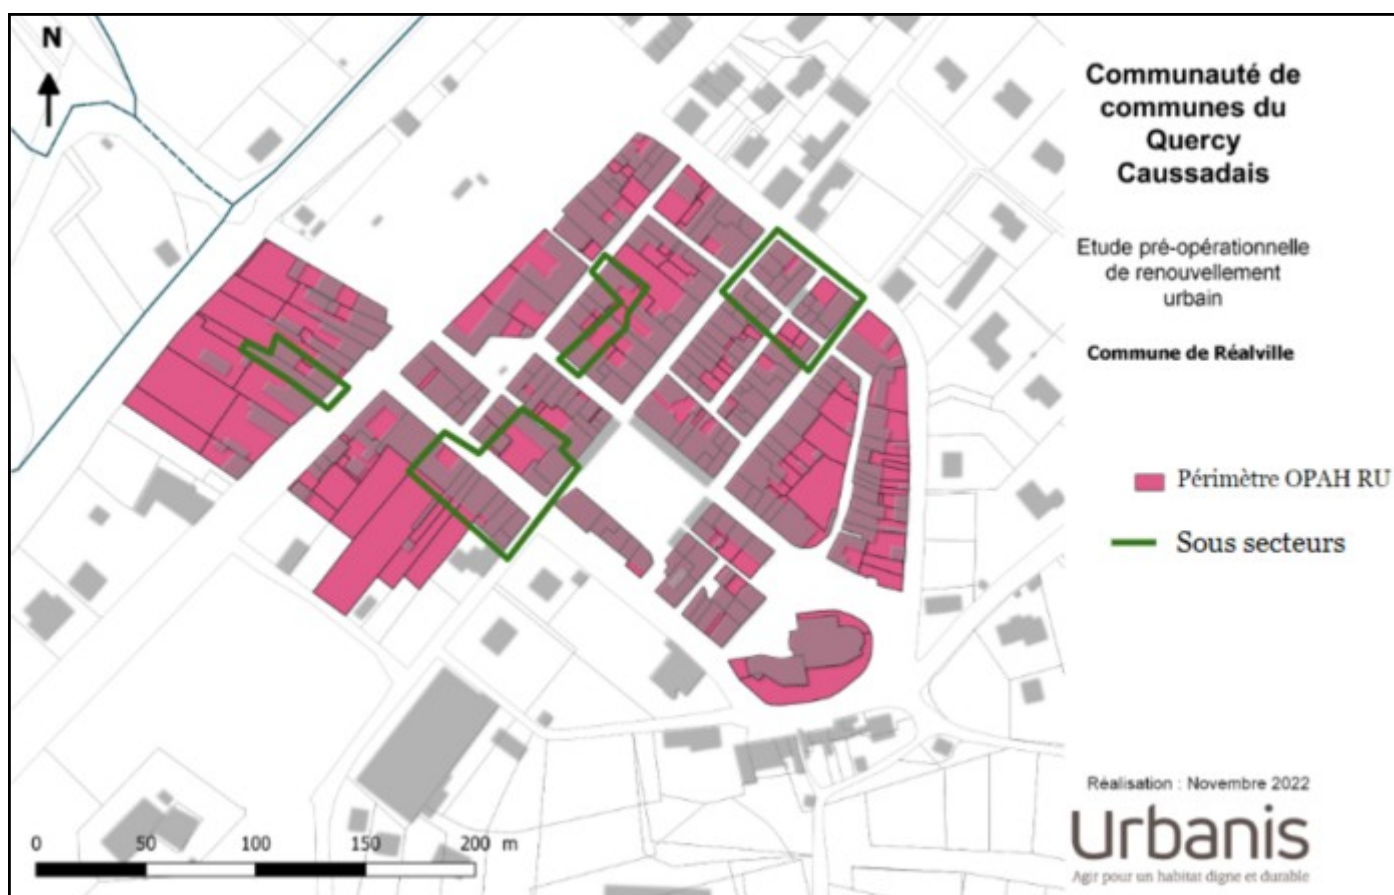 N
Communauté de
communes du
Quercy
Caussadais
Etude pré-opérationnelle
de renouvellement
urbain
Commune de Réalville
Périmètre OPAH RU
Sous secteurs
Réalisation : Novembre 2022
Urbanis
Agir pour un habitat digne et durable
0 50 100 150 200 m